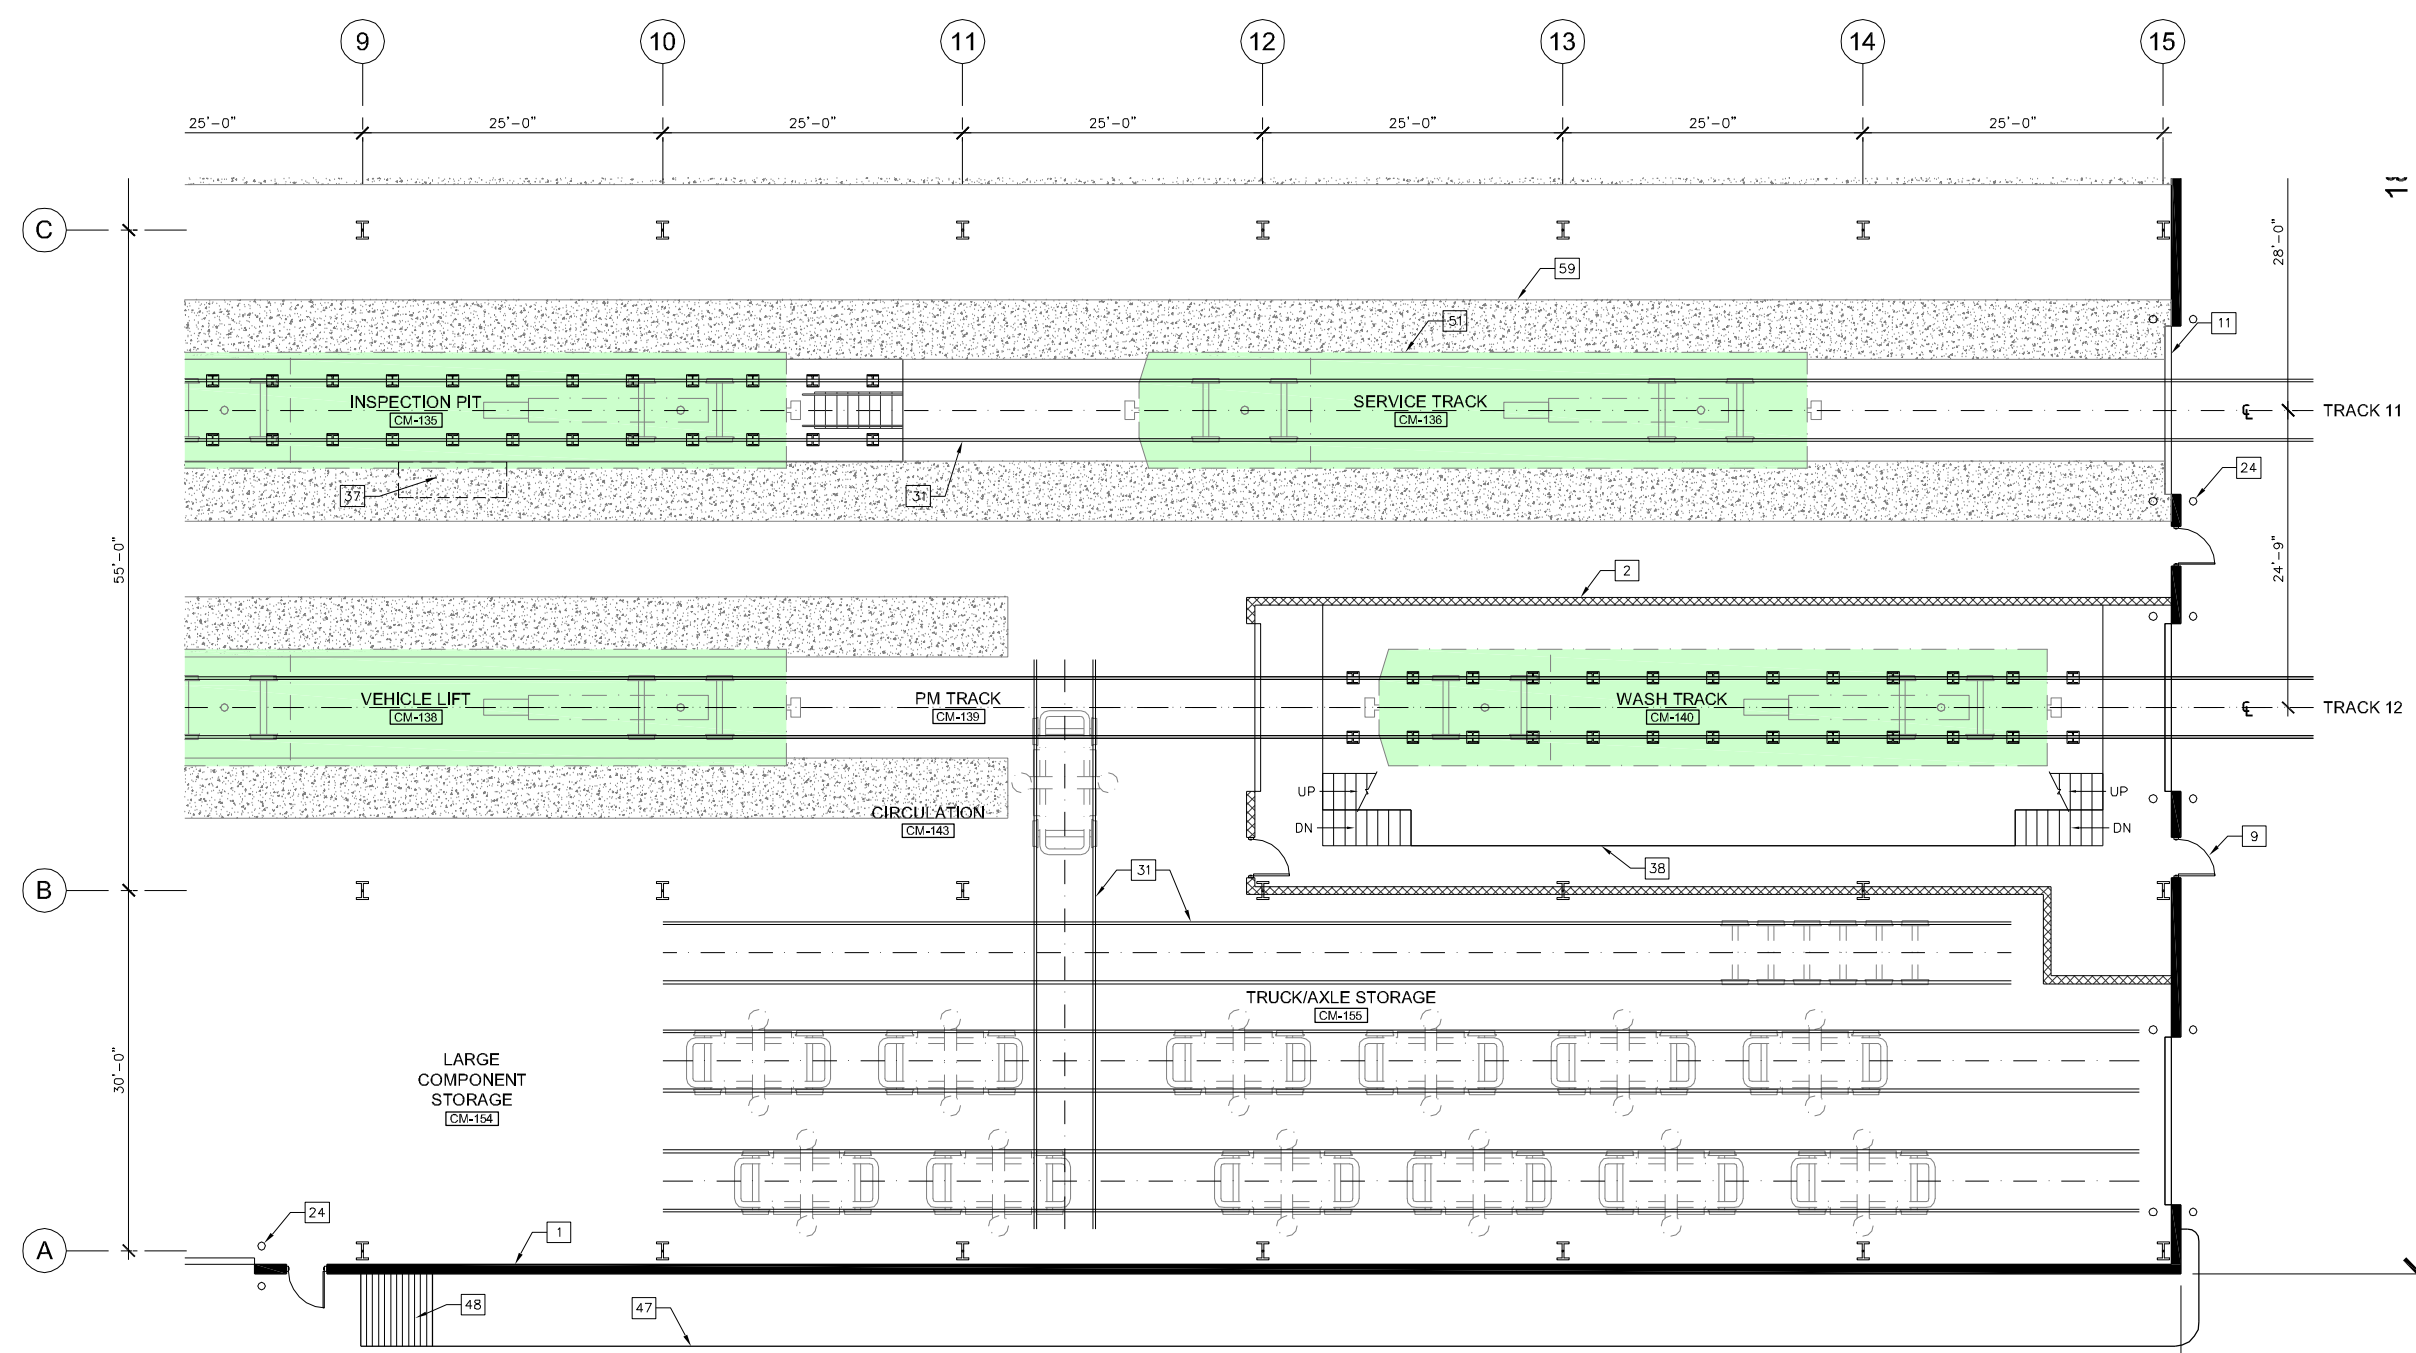 9 10 11 12 13 14 15
25'-0" 25'-0" 25'-0" 25'-0" 25'-0" 25'-0" 25'-0"
C
28'-0"
59
51
11
INSPECTION PIT
CM-135
SERVICE TRACK
CM-136
℄ TRACK 11
37
31
24
55'-0"
24'-9"
2
VEHICLE LIFT
CM-138
PM TRACK
CM-139
WASH TRACK
CM-140
℄ TRACK 12
UP UP
DN DN
CIRCULATION
CM-143
9
31
38
B
TRUCK/AXLE STORAGE
CM-155
30'-0"
LARGE
COMPONENT
STORAGE
CM-154
24
1
A
48
47